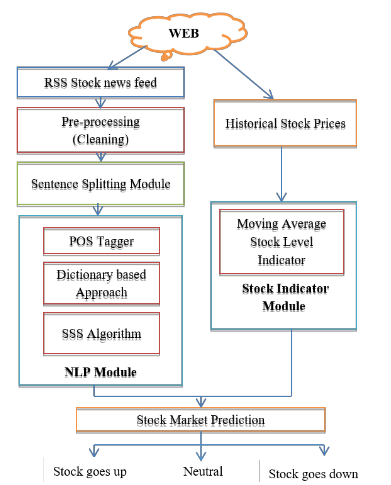 WEB
RSS Stock news feed
Pre-processing
(Cleaning)
Sentence Splitting Module
POS Tagger
Dictionary based
Approach
SSS Algorithm
NLP Module
Historical Stock Prices
Moving Average
Stock Level
Indicator
Stock Indicator
Module
Stock Market Prediction
Stock goes up
Neutral
Stock goes down